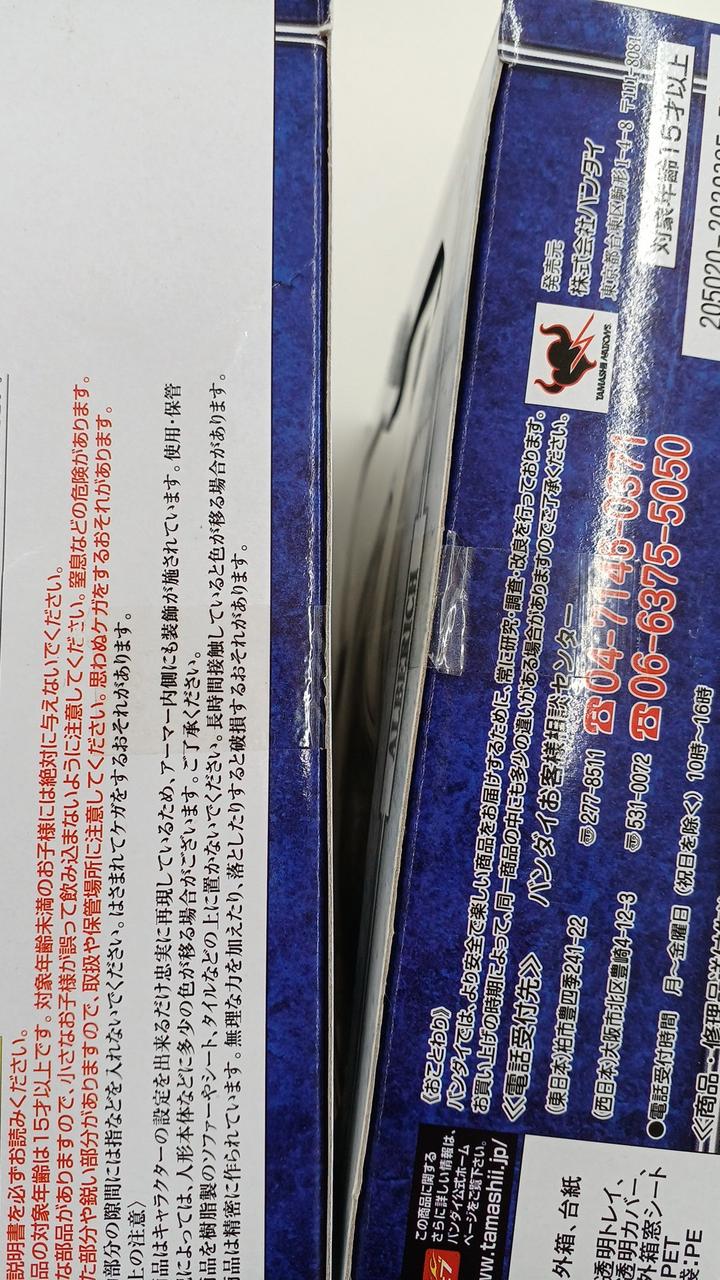 説明書を必ずお読みください。
品の対象年齢は15才以上です。対象年齢未満のお子様には絶対に与えないでください。
な部品がありますので、小さなお子様が誤って飲み込まないように注意してください。窒息などの危険があります。
た部分や鋭い部分がありますので、取扱や保管場所に注意してください。思わぬケガをするおそれがあります。
部分の隙間には指などを入れないでください。はさまれてケガをするおそれがあります。
上の注意〉
品はキャラクターの設定を出来るだけ忠実に再現しているため、アーマー内側にも装飾が施されています。使用・保管
によっては、人形本体などに多少の色が移る場合がございます。ご了承ください。
品を樹脂製のソファーやシート、タイルなどの上に置かないでください。長時間接触していると色が移る場合があります。
品は精密に作られています。無理な力を加えたり、落としたりすると破損するおそれがあります。
ALBERICH
《おことわり》
バンダイでは、より安全で楽しい商品をお届けするために、常に研究・調査・改良を行っております。
お買い上げの時期によって、同一商品の中にも多少の違いがある場合がありますのでご了承ください。
《電話受付先》 バンダイお客様相談センター
(東日本)柏市豊四季241-22 〠277-8511 ☎04-7146-0371
(西日本)大阪市北区豊崎4-12-3 〠531-0072 ☎06-6375-5050
●電話受付時間 月〜金曜日(祝日を除く)10時〜16時
TAMASHII NATIONS
発売元
株式会社バンダイ
東京都台東区駒形1-4-8 〒111-8081
対象年齢15才以上
この商品に関する
さらに詳しい情報は、
バンダイ公式ホーム
ページをご覧下さい。
ww.tamashii.jp/
外箱、台紙
透明トレイ、
透明カバー、
外箱窓シート
PET
袋:PE